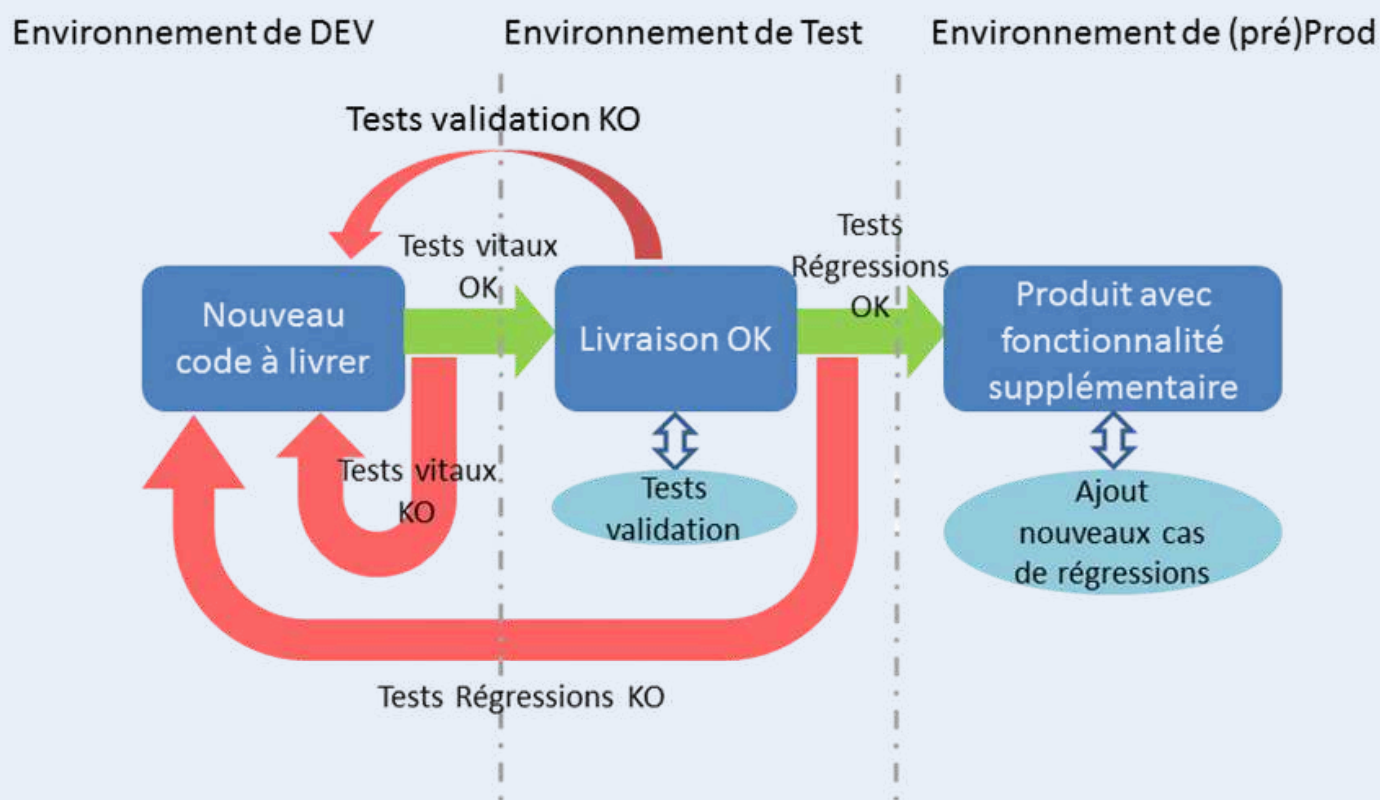 Environnement de DEV
Environnement de Test
Environnement de (pré)Prod
Tests validation KO
Tests vitaux
OK
Tests
Régressions
OK
Nouveau
code à livrer
Livraison OK
Produit avec
fonctionnalité
supplémentaire
Tests vitaux
KO
Tests
validation
Ajout
nouveaux cas
de régressions
Tests Régressions KO